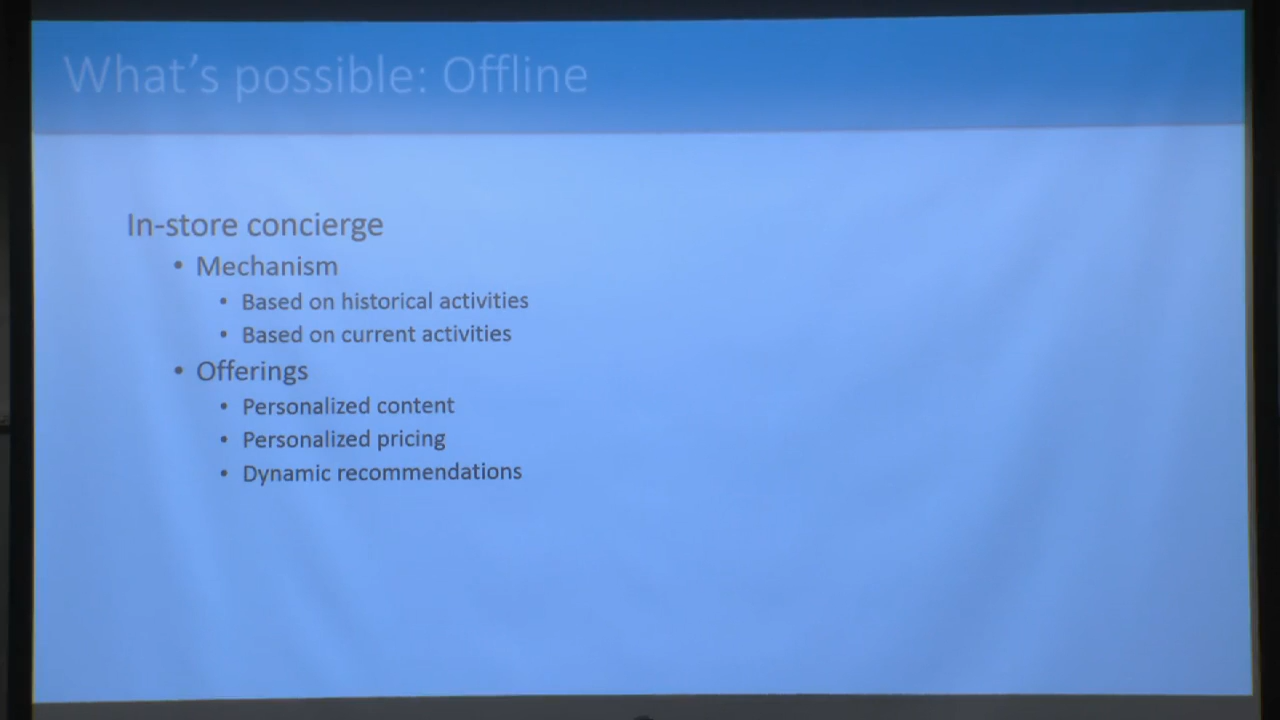 What's possible: Offline
In-store concierge
• Mechanism
• Based on historical activities
• Based on current activities
• Offerings
• Personalized content
• Personalized pricing
• Dynamic recommendations